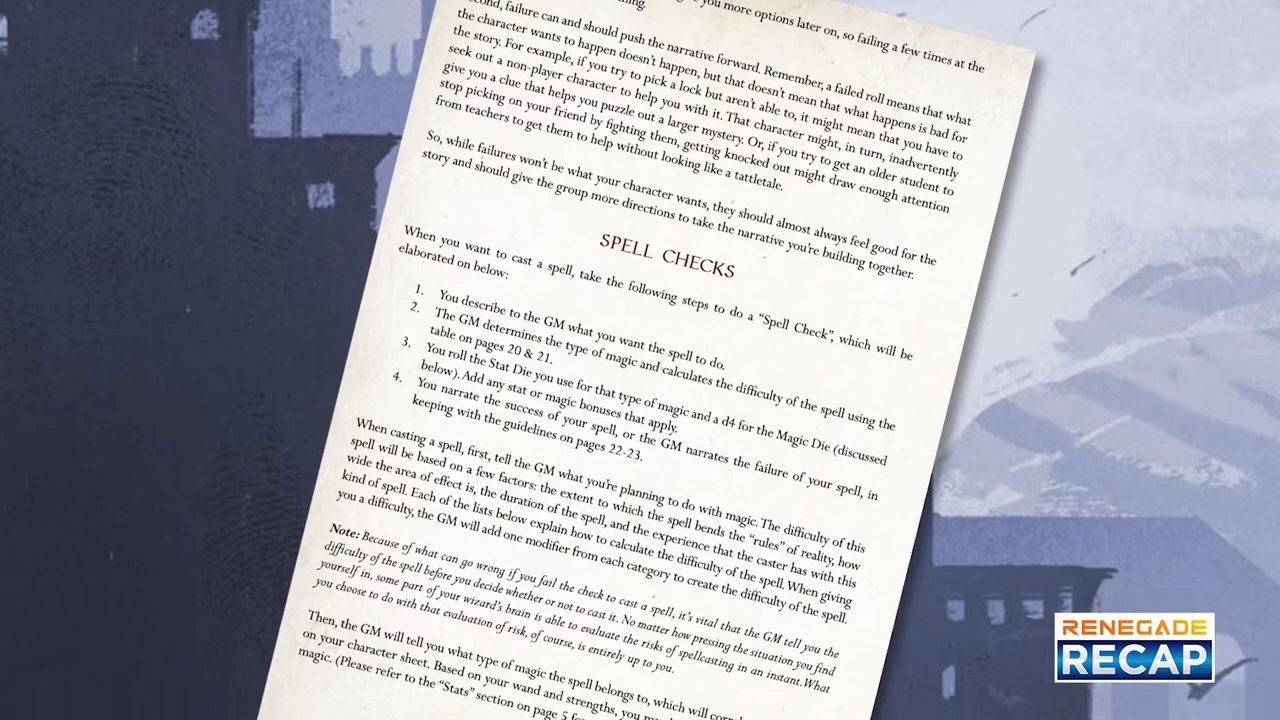 you more options later on, so failing a few times at the
failure can and should push the narrative forward. Remember, a failed roll means that what
the character wants to happen doesn't happen, but that doesn't mean that what happens is bad for
the story. For example, if you try to pick a lock but aren't able to, it might mean that you have to
seek out a non-player character to help you with it. That character might, in turn, inadvertently
give you a clue that helps you puzzle out a larger mystery. Or, if you try to get an older student to
stop picking on your friend by fighting them, getting knocked out might draw enough attention
from teachers to get them to help without looking like a tattletale.
So, while failures won't be what your character wants, they should almost always feel good for the
story and should give the group more directions to take the narrative you're building together.
SPELL CHECKS
When you want to cast a spell, take the following steps to do a "Spell Check", which will be
elaborated on below:
1. You describe to the GM what you want the spell to do.
2. The GM determines the type of magic and calculates the difficulty of the spell using the
table on pages 20 & 21.
3. You roll the Stat Die you use for that type of magic and a d4 for the Magic Die (discussed
below). Add any stat or magic bonuses that apply.
4. You narrate the success of your spell, or the GM narrates the failure of your spell, in
keeping with the guidelines on pages 22-23.
When casting a spell, first, tell the GM what you're planning to do with magic. The difficulty of this
spell will be based on a few factors: the extent to which the spell bends the "rules" of reality, how
wide the area of effect is, the duration of the spell, and the experience that the caster has with this
kind of spell. Each of the lists below explain how to calculate the difficulty of the spell. When giving
you a difficulty, the GM will add one modifier from each category to create the difficulty of the spell.
Note: Because of what can go wrong if you fail the check to cast a spell, it's vital that the GM tell you the
difficulty of the spell before you decide whether or not to cast it. No matter how pressing the situation you find
yourself in, some part of your wizard's brain is able to evaluate the risks of spellcasting in an instant. What
you choose to do with that evaluation of risk, of course, is entirely up to you.
Then, the GM will tell you what type of magic the spell belongs to, which will
on your character sheet. Based on your wand and strengths, you
magic. (Please refer to the "Stats" section on page 5
RENEGADE
RECAP